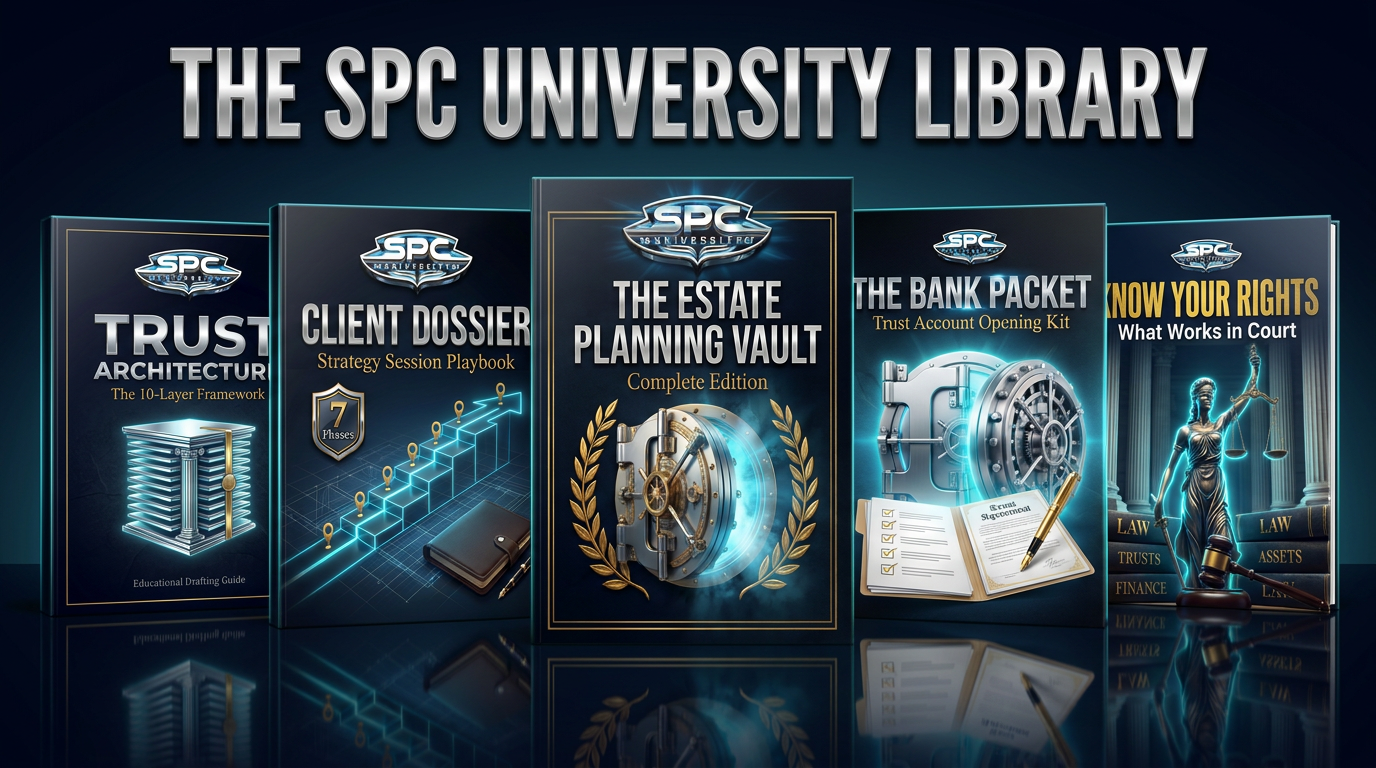 THE SPC UNIVERSITY LIBRARY
SPC
TRUST
ARCHITECTURE
The 10-Layer Framework
Educational Drafting Guide
SPC
CLIENT DOSSIER
Strategy Session Playbook
7
Phases
SPC
THE ESTATE
PLANNING VAULT
Complete Edition
SPC
THE BANK PACKET
Trust Account Opening Kit
SPC
KNOW YOUR RIGHTS
What Works in Court
LAW
TRUSTS
FINANCE
LAW
ASSETS